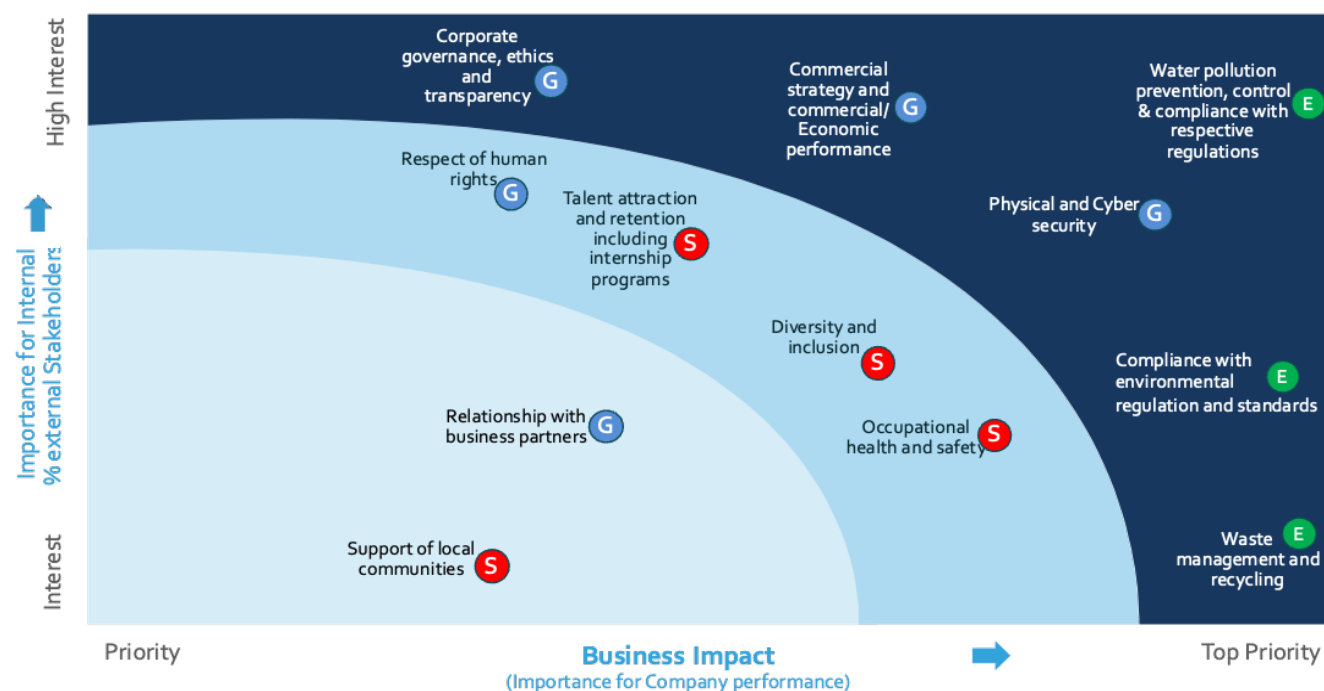 High Interest
Importance for Internal
% external Stakeholders
Interest
Corporate
governance, ethics
and
transparency
G
Commercial
strategy and
commercial/
Economic
performance
G
Water pollution
prevention, control
& compliance with
respective
regulations
E
Respect of human
rights
G
Talent attraction
and retention
including
internship
programs
S
Physical and Cyber
security
G
Diversity and
inclusion
S
Compliance with
environmental
regulation and standards
E
Relationship with
business partners
G
Occupational
health and safety
S
Support of local
communities
S
Waste
management and
recycling
E
Priority
Business Impact
(Importance for Company performance)
Top Priority